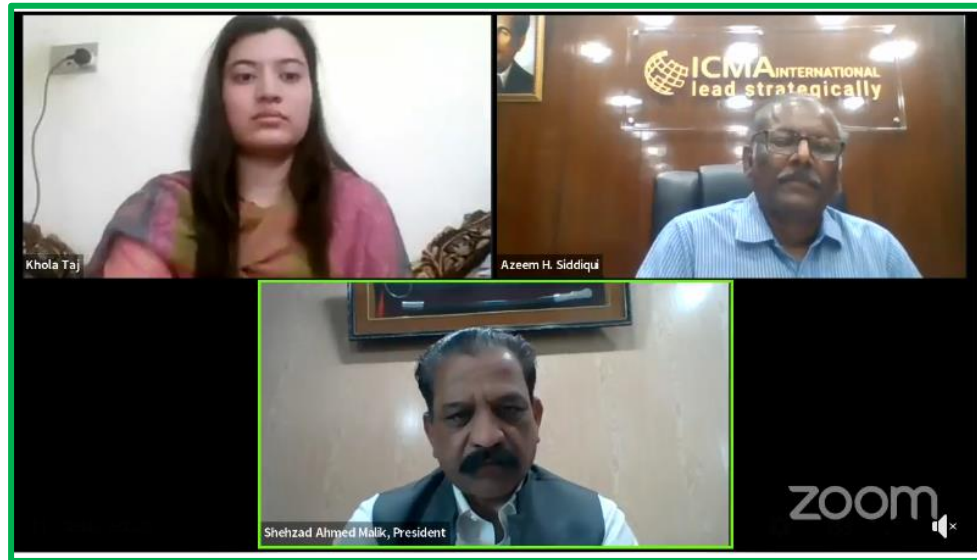 ICMA INTERNATIONAL
lead strategically
Khola Taj
Azeem H. Siddiqui
Shehzad Ahmed Malik, President
zoom